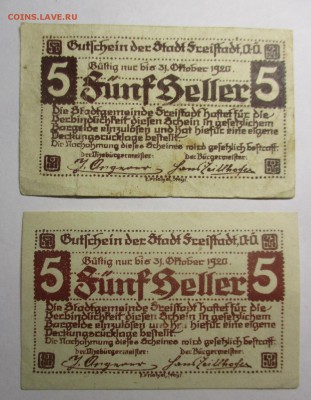 КОINS.LAVE.RU
Gutschein der Stadt Freistadt, O.Ö.
Gültig nur bis 31. Oktober 1920.
5 Fünf Heller 5
Die Stadtgemeinde Freistadt haftet für die
Verbindlichkeit diesen Schein in gesetzlichem
Bargelde einzulösen und hat hiefür eine eigene
Deckungsrücklage bestellt.
Die Nachahmung dieses Scheines wird gesetzlich bestraft.
der Vizebürgermeister: der Bürgermeister:
Gutschein der Stadt Freistadt, O.Ö.
Gültig nur bis 31. Oktober 1920.
5 Fünf Heller 5
Die Stadtgemeinde Freistadt haftet für die
Verbindlichkeit diesen Schein in gesetzlichem
Bargelde einzulösen und hat hiefür eine eigene
Deckungsrücklage bestellt.
Die Nachahmung dieses Scheines wird gesetzlich bestraft.
der Vizebürgermeister: der Bürgermeister: